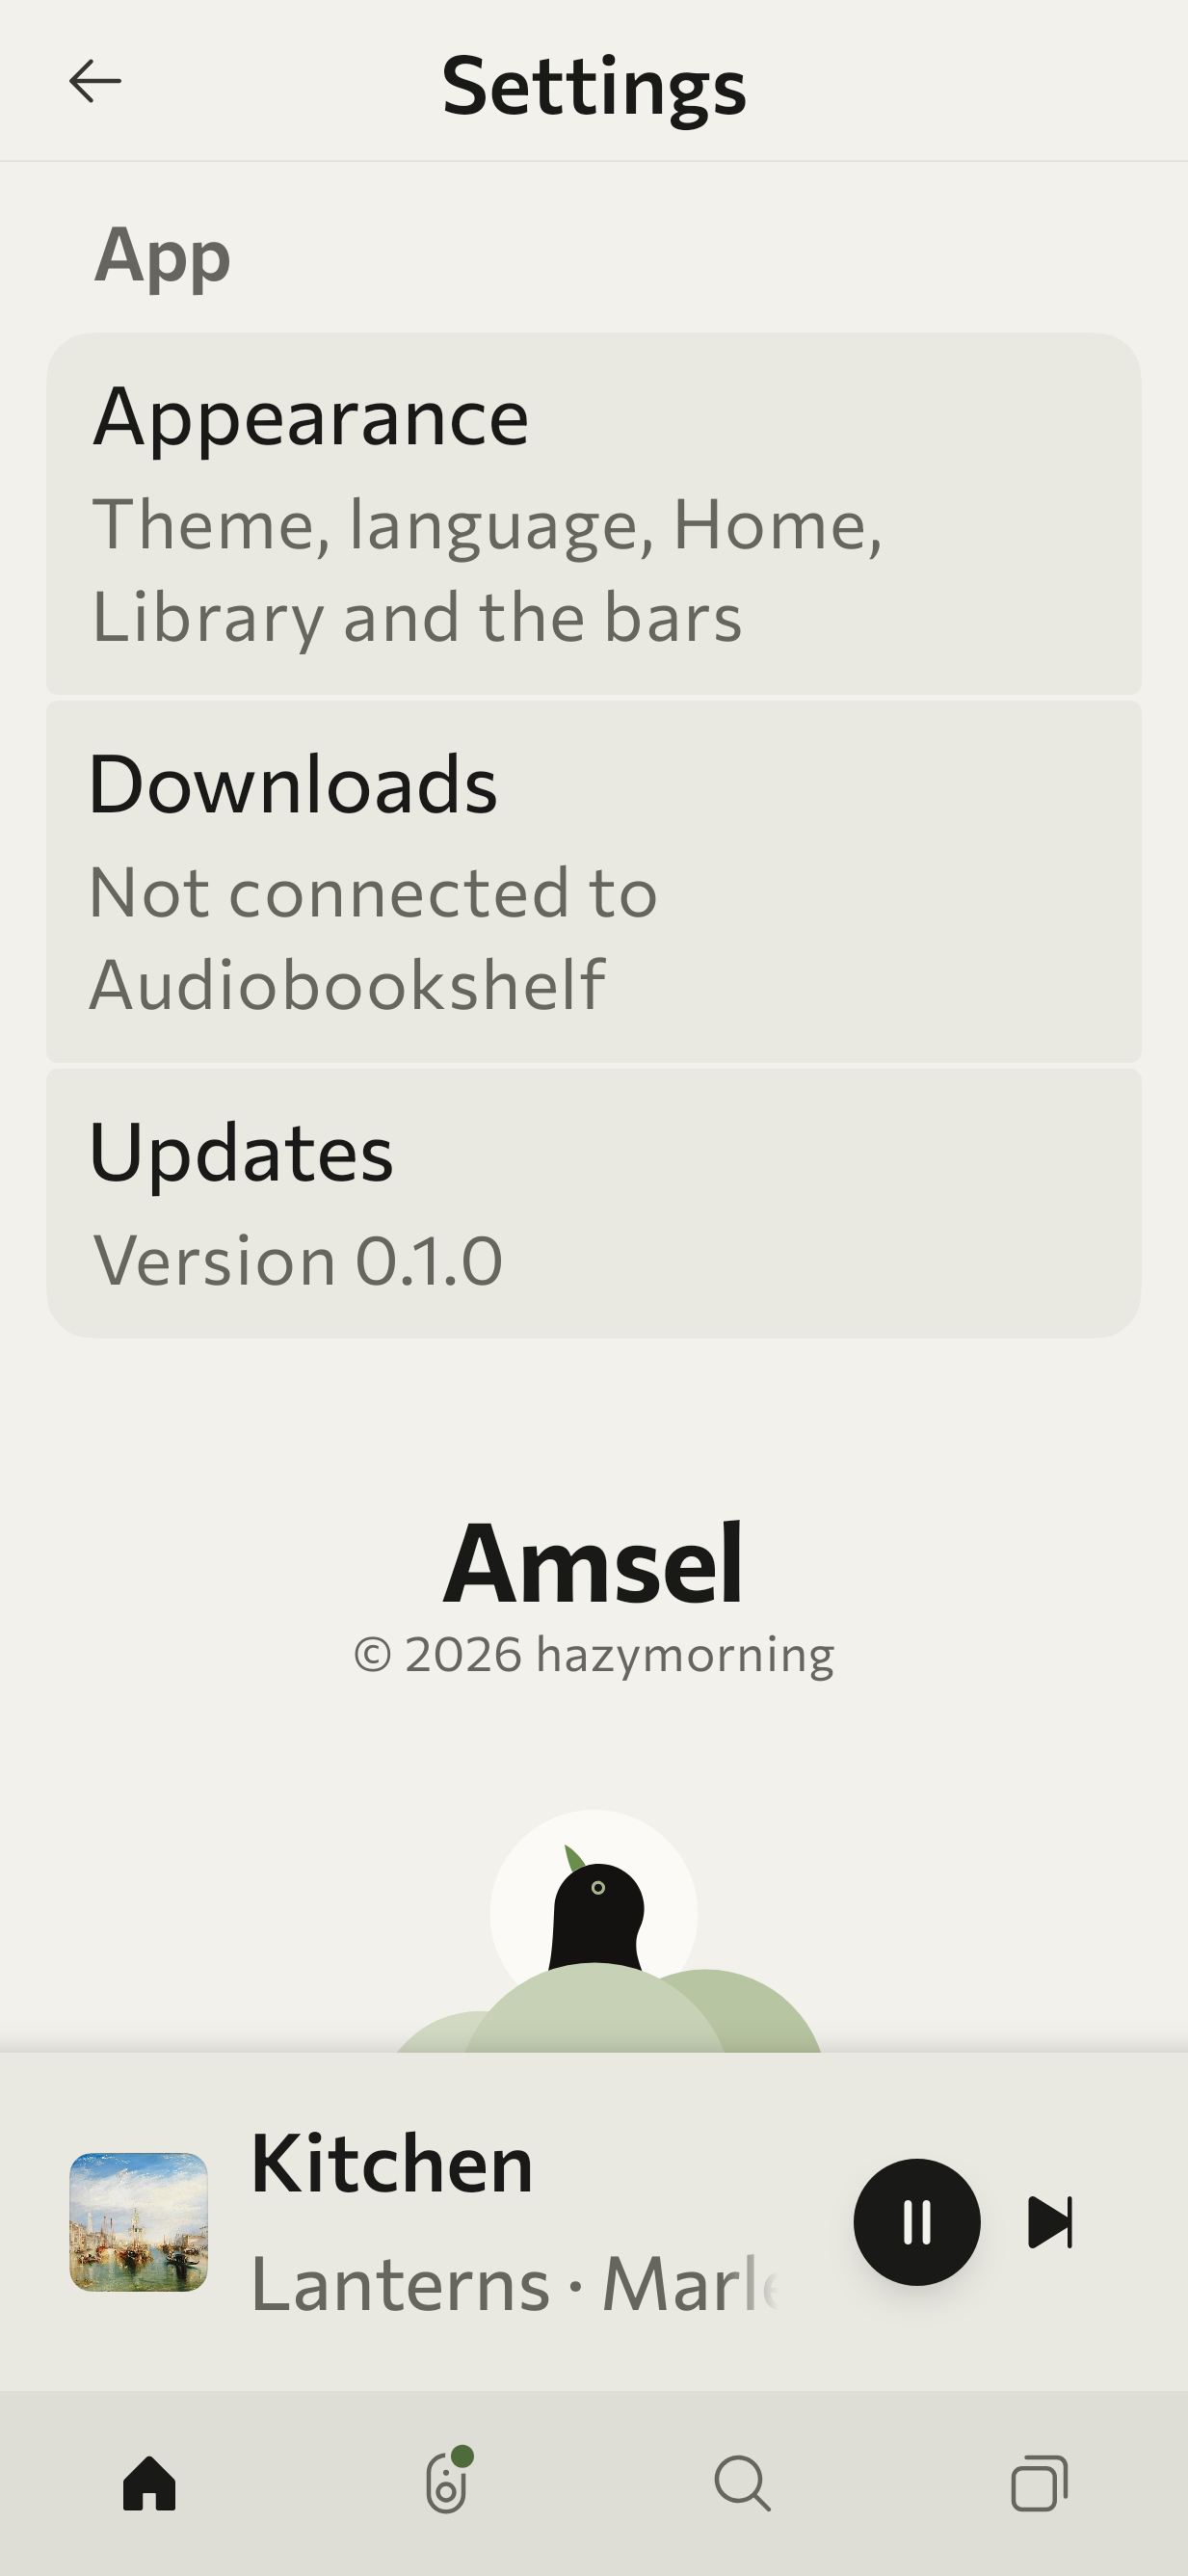 Settings
App
Appearance
Theme, language, Home,
Library and the bars
Downloads
Not connected to
Audiobookshelf
Updates
Version 0.1.0
Amsel
© 2026 hazymorning
Kitchen
Lanterns · Marle